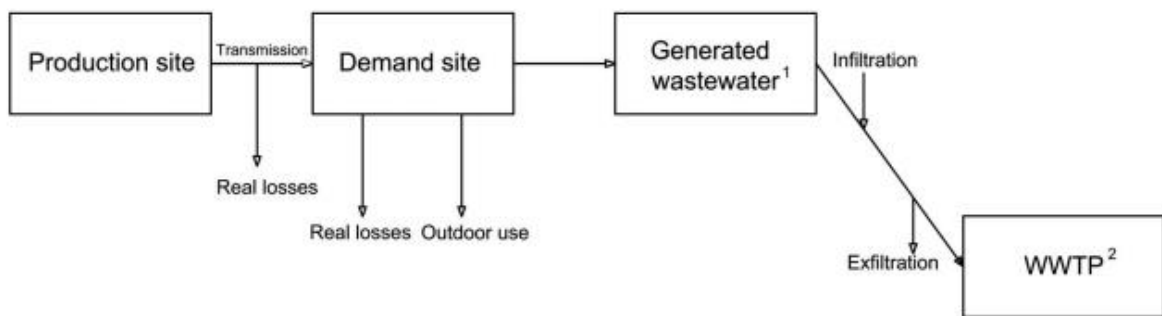 Production site
Transmission
Demand site
Generated
wastewater¹
Infiltration
Real losses
Real losses
Outdoor use
Exfiltration
WWTP²